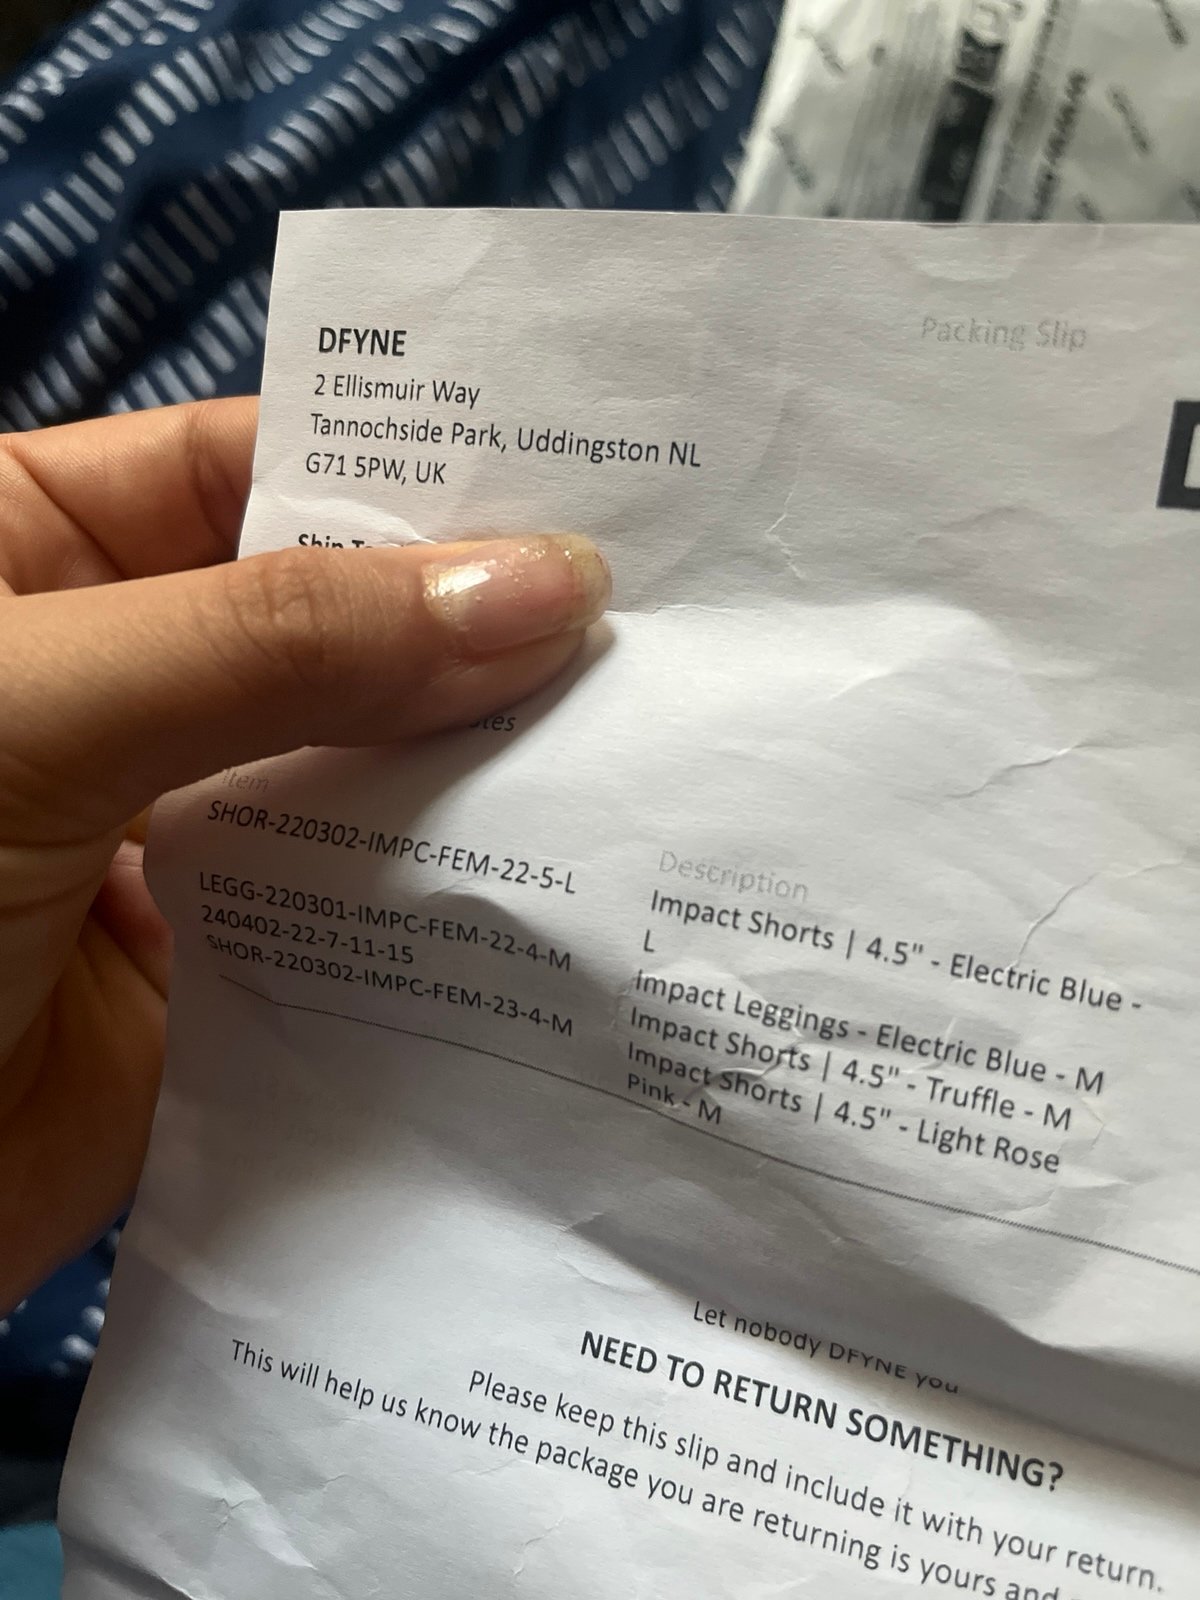 DFYNE
2 Ellismuir Way
Tannochside Park, Uddingston NL
G71 5PW, UK
Packing Slip
Ship
Item
SHOR-220302-IMPC-FEM-22-5-L
LEGG-220301-IMPC-FEM-22-4-M
240402-22-7-11-15
SHOR-220302-IMPC-FEM-23-4-M
Description
Impact Shorts | 4.5" - Electric Blue -
L
Impact Leggings - Electric Blue - M
Impact Shorts | 4.5" - Truffle - M
Impact Shorts | 4.5" - Light Rose
Pink - M
Let nobody DFYNE you
NEED TO RETURN SOMETHING?
Please keep this slip and include it with your return.
This will help us know the package you are returning is yours and